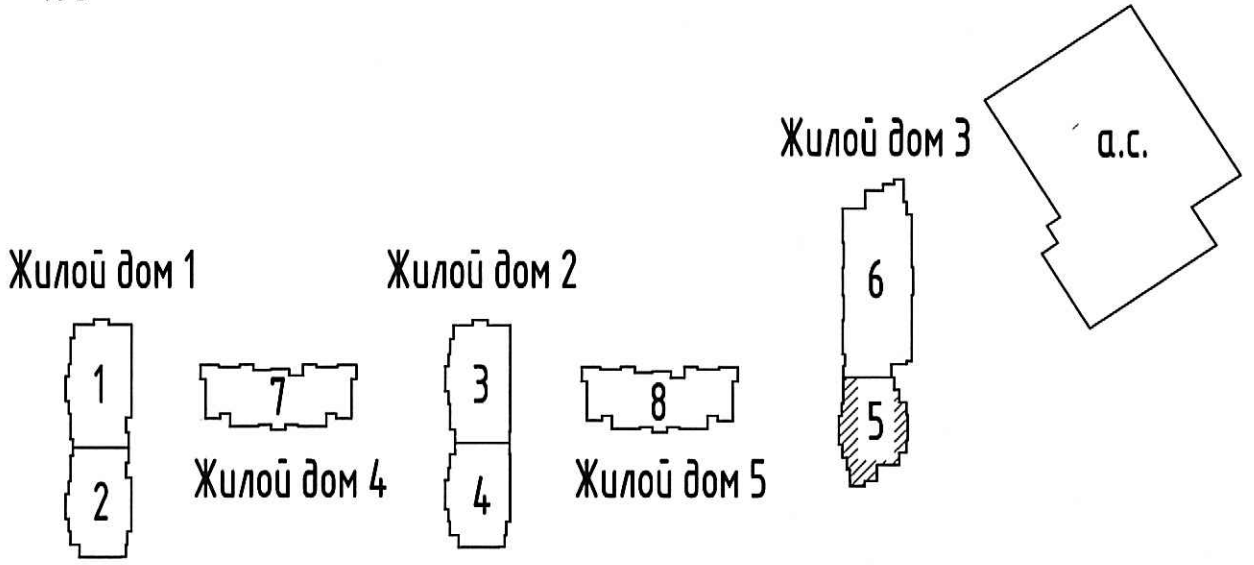 Жилой дом 3
а.с.
6
Жилой дом 1
Жилой дом 2
1
7
3
8
5
Жилой дом 4
Жилой дом 5
2
4